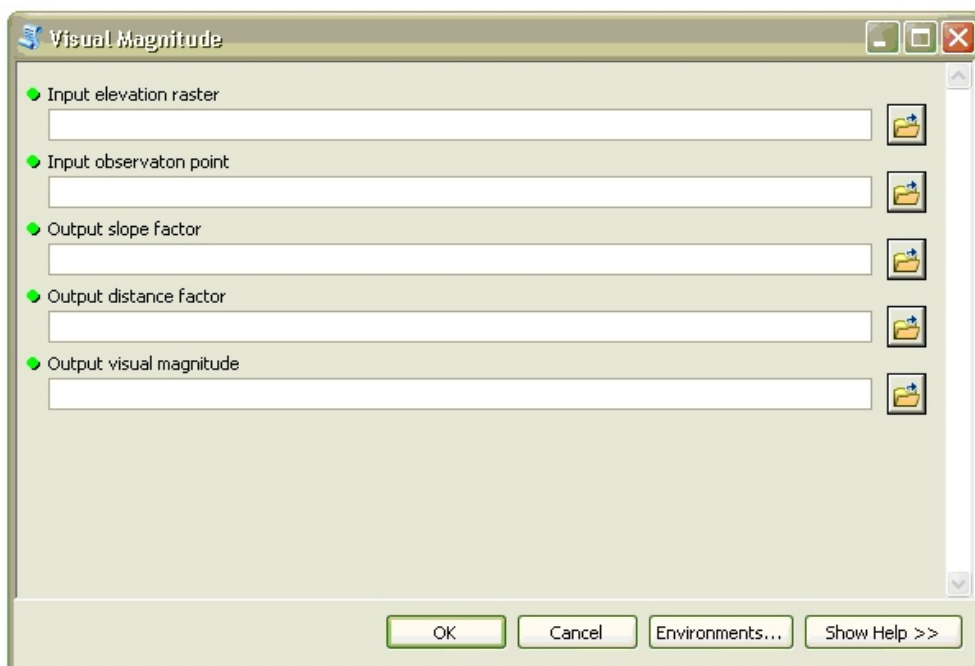 Visual Magnitude
Input elevation raster
Input observaton point
Output slope factor
Output distance factor
Output visual magnitude
OK Cancel Environments... Show Help >>